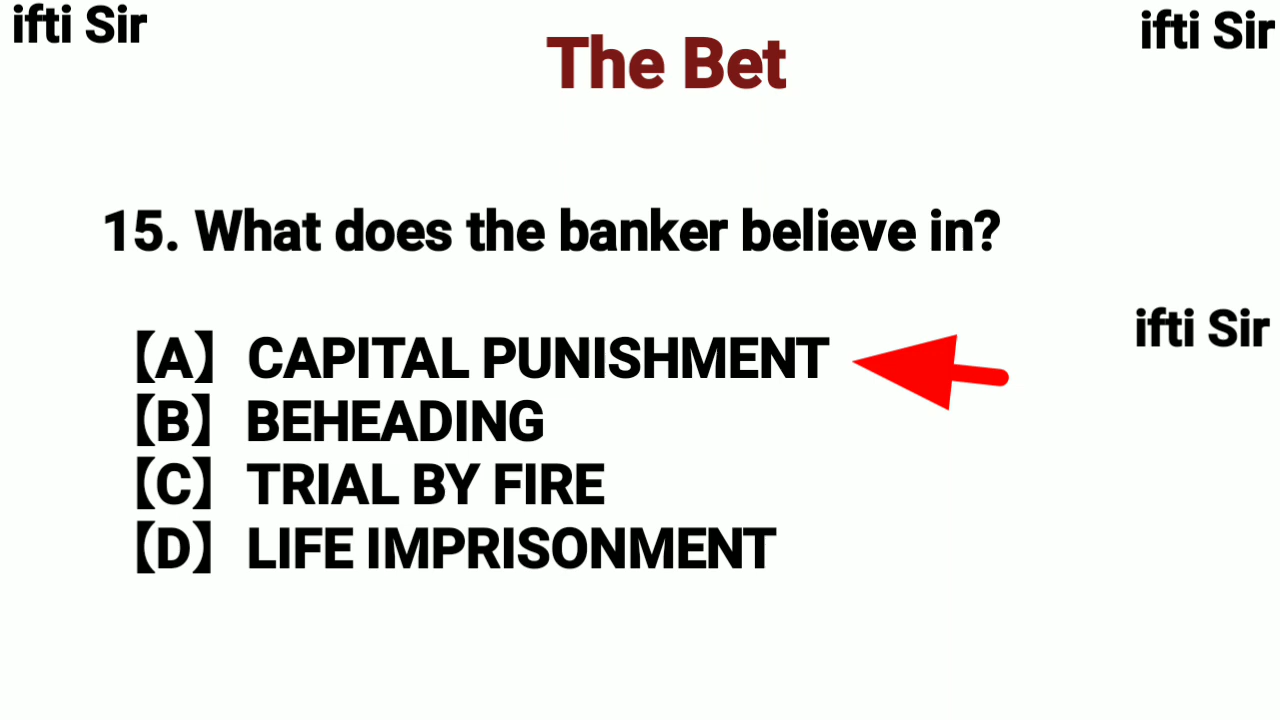 ifti Sir
ifti Sir
The Bet
15. What does the banker believe in?
ifti Sir
【A】 CAPITAL PUNISHMENT
【B】 BEHEADING
【C】 TRIAL BY FIRE
【D】 LIFE IMPRISONMENT